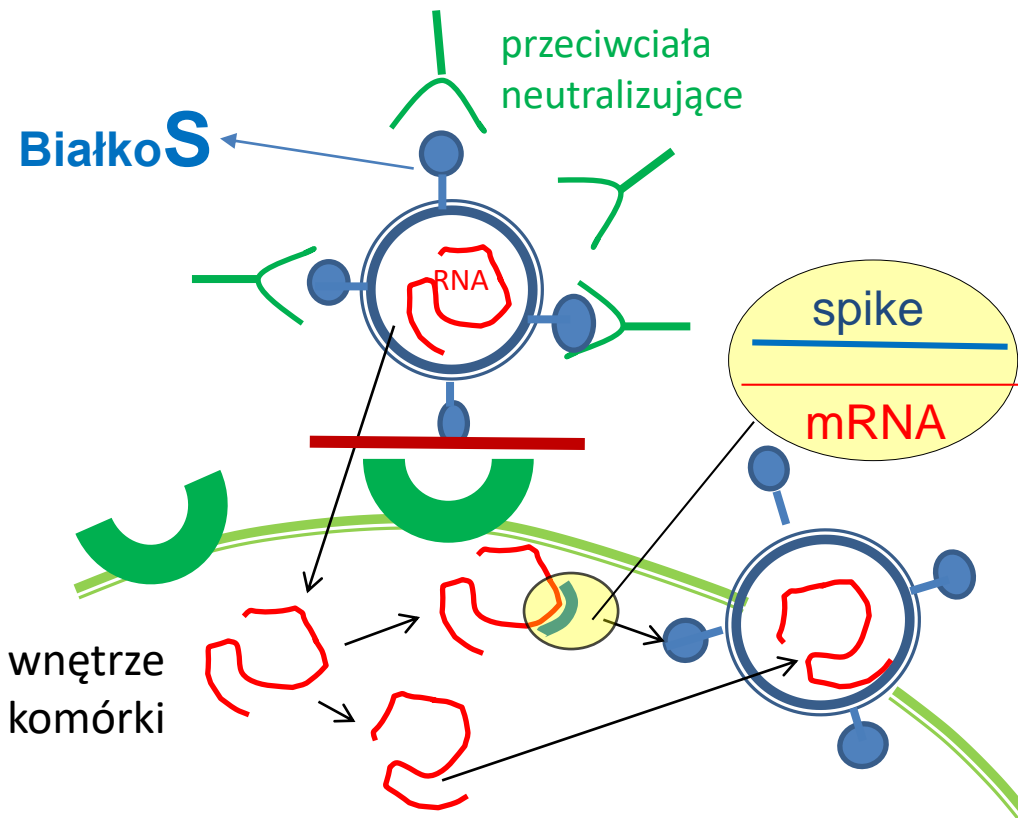 przeciwciała
neutralizujące
BiałkoS
RNA
spike
mRNA
wnętrze
komórki